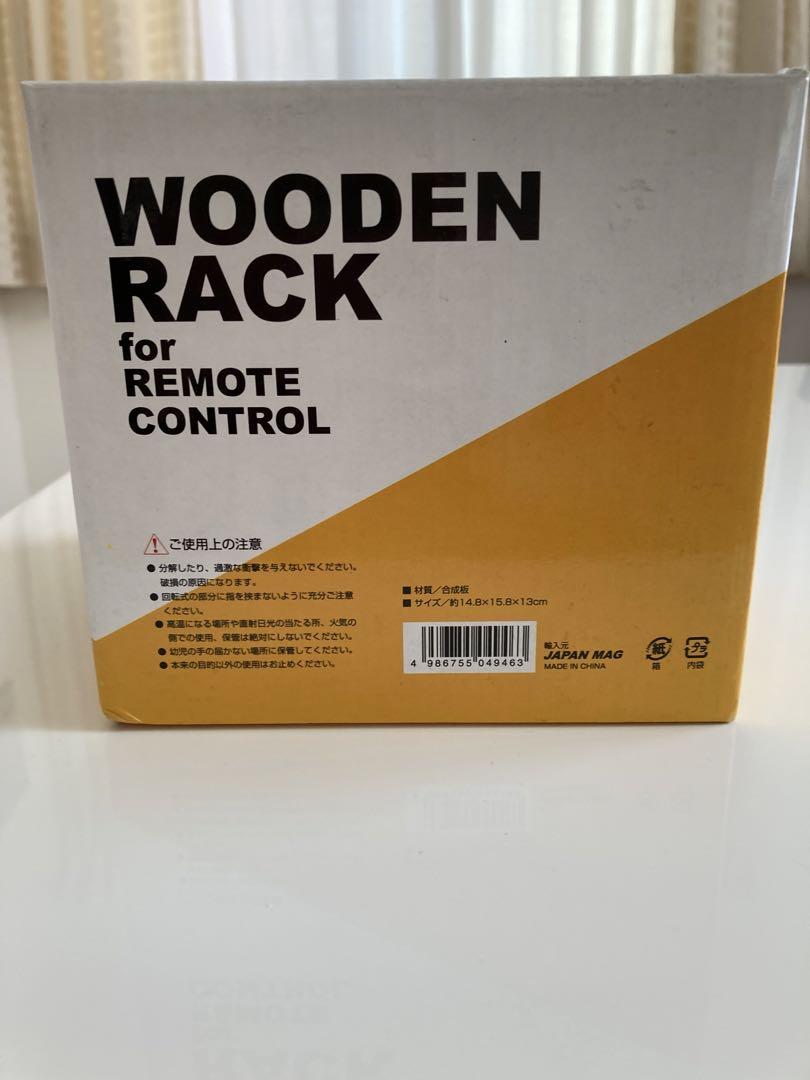 WOODEN
RACK
for
REMOTE
CONTROL
ご使用上の注意
●分解したり、過激な衝撃を与えないでください。
破損の原因になります。
●回転式の部分に指を挟まないように充分ご注意
ください。
●高温になる場所や直射日光の当たる所、火気の
側での使用、保管は絶対にしないでください。
●幼児の手の届かない場所に保管してください。
●本来の目的以外の使用はお止めください。
■材質/合成板
■サイズ/約14.8×15.8×13cm
4 986755 049463
輸入元
JAPAN MAG
MADE IN CHINA
紙
箱
プラ
内袋